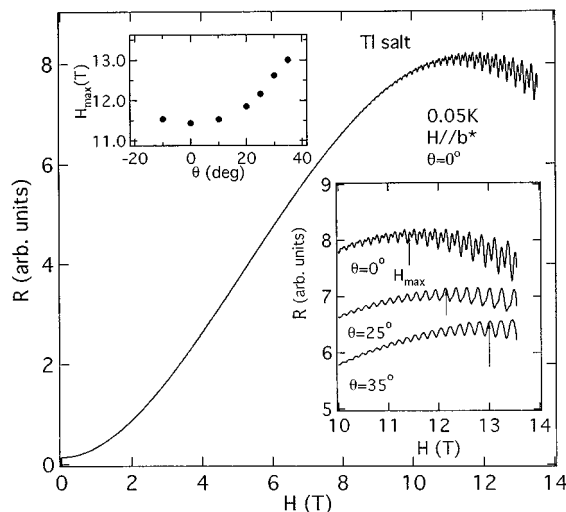 Tl salt
0.05K
H//b*
θ=0°
R (arb. units)
8
6
4
2
0
0 2 4 6 8 10 12 14
H (T)
H_max(T)
13.0
12.0
11.0
-20 0 20 40
θ (deg)
R (arb. units)
9
8
7
6
5
θ=0°
H_max
θ=25°
θ=35°
10 11 12 13 14
H (T)